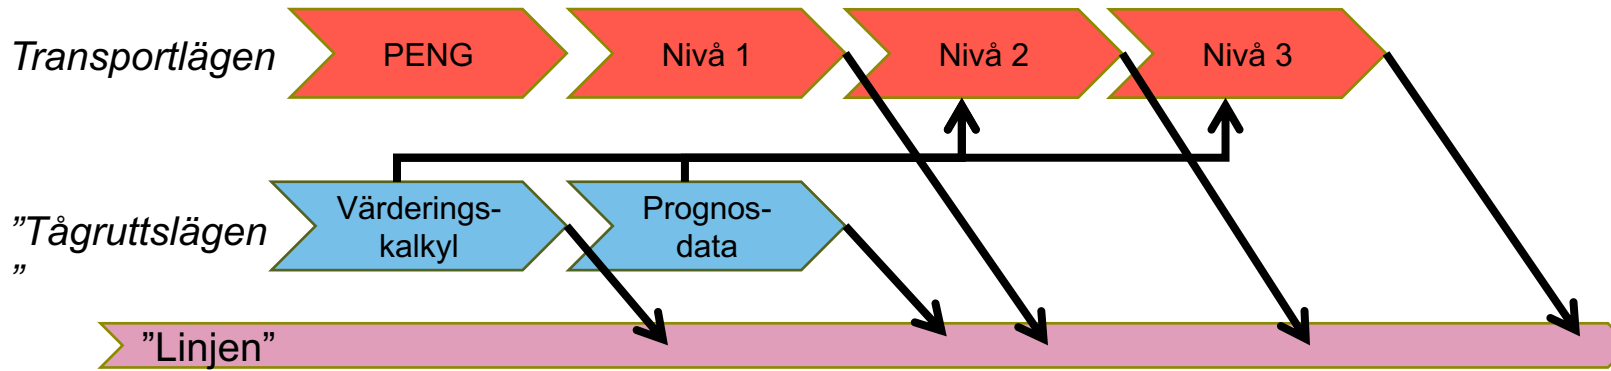 Transportlägen
PENG
Nivå 1
Nivå 2
Nivå 3
”Tågruttslägen
”
Värderings-
kalkyl
Prognos-
data
”Linjen”